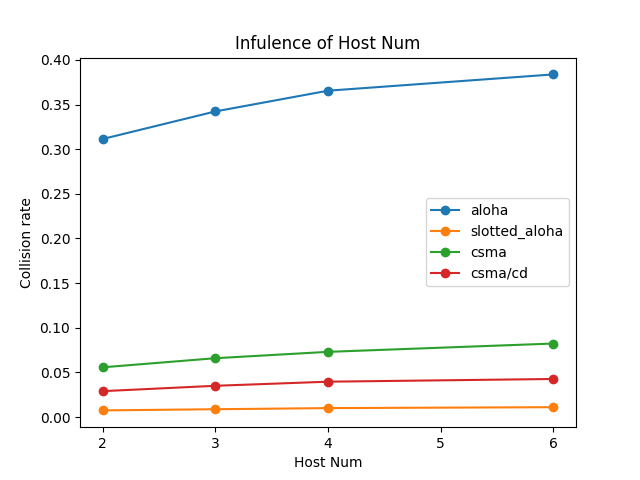 Infulence of Host Num
Collision rate
0.40
0.35
0.30
0.25
0.20
0.15
0.10
0.05
0.00
aloha
slotted_aloha
csma
csma/cd
2 3 4 5 6
Host Num